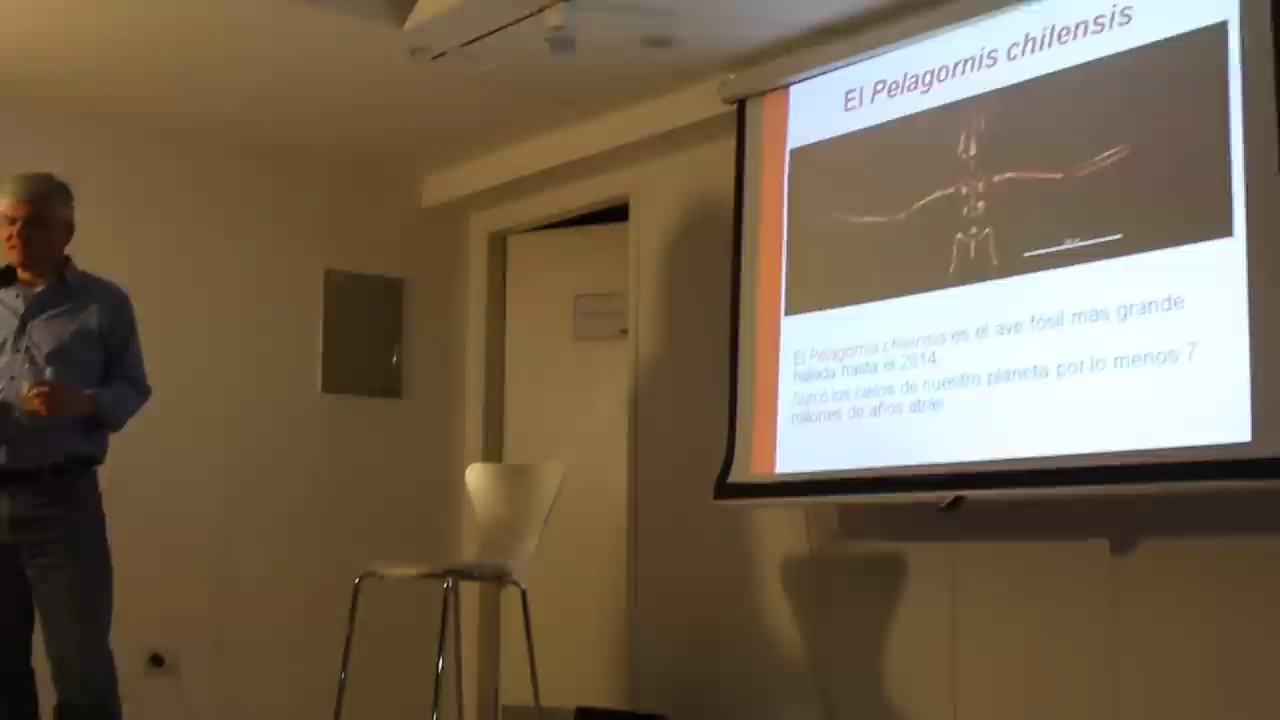 El Pelagornis chilensis
El Pelagornis chilensis es el ave fósil más grande
hallada hasta el 2014.
Surcó los cielos de nuestro planeta por lo menos 7
millones de años atrás